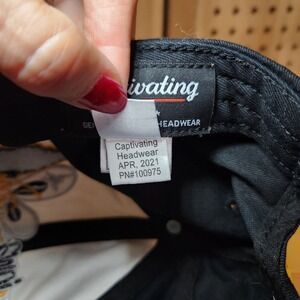 ivating
HEADWEAR
Captivating
Headwear
APR, 2021
PN#100975